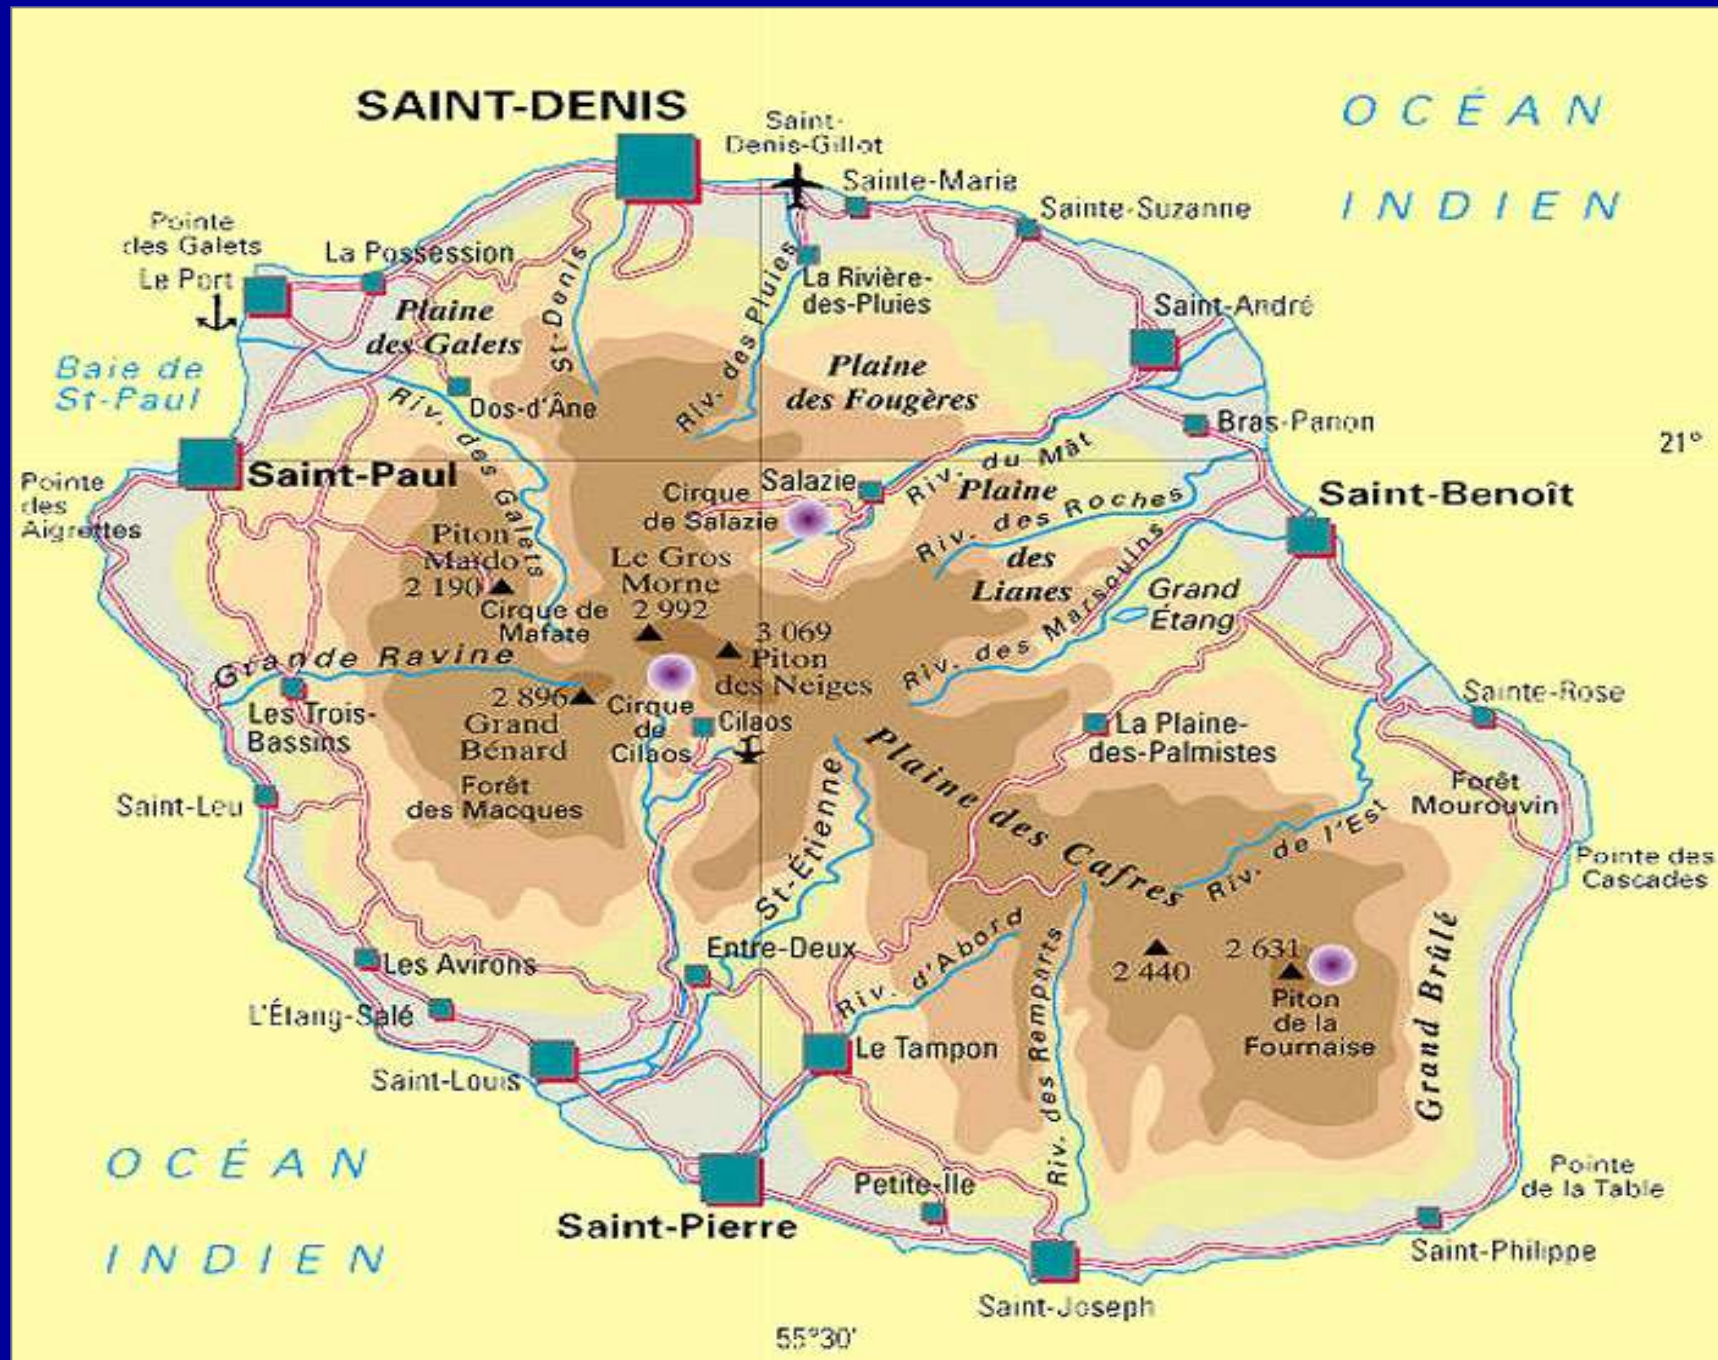 SAINT-DENIS
Saint-
Denis-Gillot
OCÉAN
INDIEN
Sainte-Marie
Sainte-Suzanne
Pointe
des Galets
Le Port
La Possession
Plaine
des Galets
St-Denis
Riv. des Pluies
La Rivière-
des-Pluies
Saint-André
Baie de
St-Paul
Dos-d'Âne
Plaine
des Fougères
Bras-Panon
21°
Saint-Paul
Riv. des Galets
Pointe
des
Aigrettes
Salazie
Cirque
de Salazie
Riv. du Mât
Plaine
des
Lianes
Riv. des Roches
Saint-Benoît
Piton
Maïdo
2 190
Le Gros
Morne
2 992
Cirque de
Mafate
Riv. des Marsouins
Grand
Étang
3 069
Piton
des Neiges
Grande Ravine
2 896
Grand
Bénard
Cirque
de
Cilaos
Cilaos
Les Trois-
Bassins
La Plaine-
des-Palmistes
Sainte-Rose
Saint-Leu
Forêt
des Macques
Plaine des Cafres
St-Étienne
Riv. de l'Est
Forêt
Mourouvin
Pointe des
Cascades
Les Avirons
Entre-Deux
Riv. d'Abord
Riv. des Remparts
2 440
2 631
Piton
de la
Fournaise
Grand Brûlé
L'Étang-Salé
Saint-Louis
Le Tampon
OCÉAN
INDIEN
Saint-Pierre
Petite-Ile
Pointe
de la Table
Saint-Joseph
Saint-Philippe
55°30'